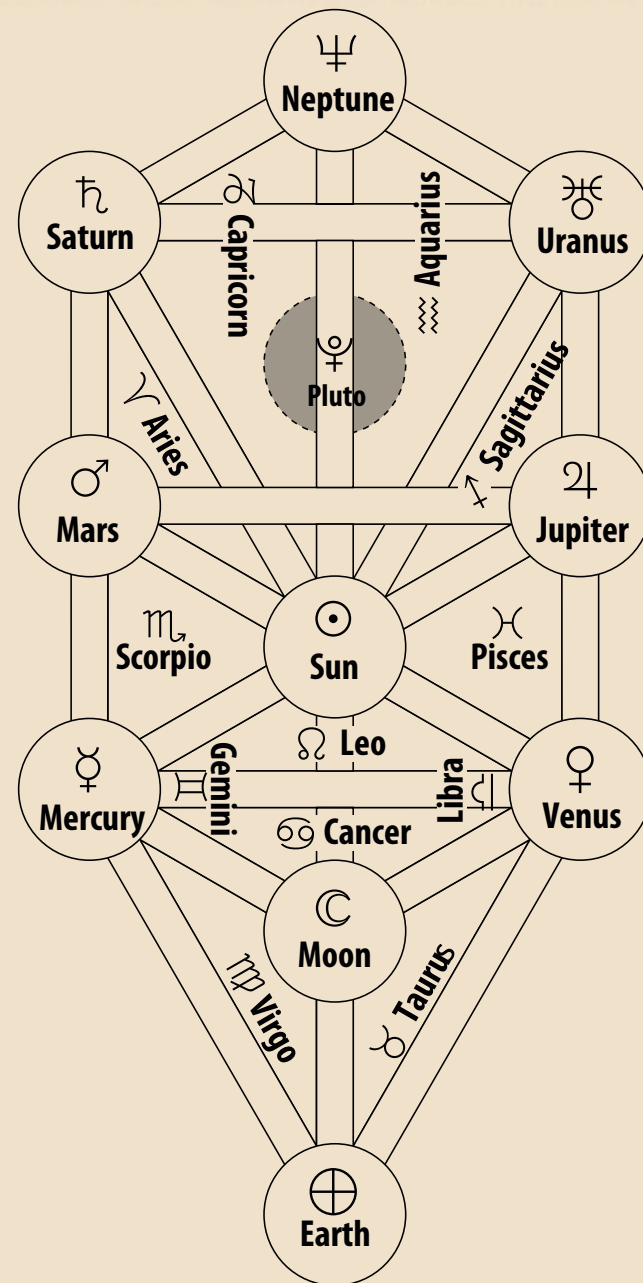 ♆
Neptune
♄
Saturn
♅
Uranus
♑ Capricorn
♒ Aquarius
♇
Pluto
♈ Aries
♐ Sagittarius
♂
Mars
♃
Jupiter
☉
Sun
♏
Scorpio
♓
Pisces
♌ Leo
☿
Mercury
♊ Gemini
♎ Libra
♀
Venus
♋ Cancer
☾
Moon
♍ Virgo
♉ Taurus
⊕
Earth